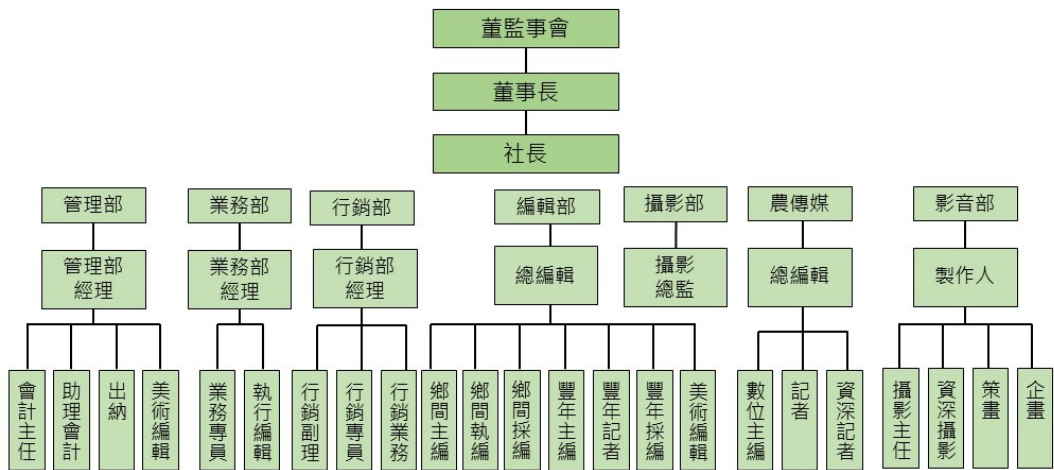 董監事會
董事長
社長
管理部
業務部
行銷部
編輯部
攝影部
農傳媒
影音部
管理部
經理
業務部
經理
行銷部
經理
總編輯
攝影
總監
總編輯
製作人
會計主任
助理會計
出納
美術編輯
業務專員
執行編輯
行銷副理
行銷專員
行銷業務
鄉間主編
鄉間執編
鄉間採編
豐年主編
豐年記者
豐年採編
美術編輯
數位主編
記者
資深記者
攝影主任
資深攝影
策畫
企畫